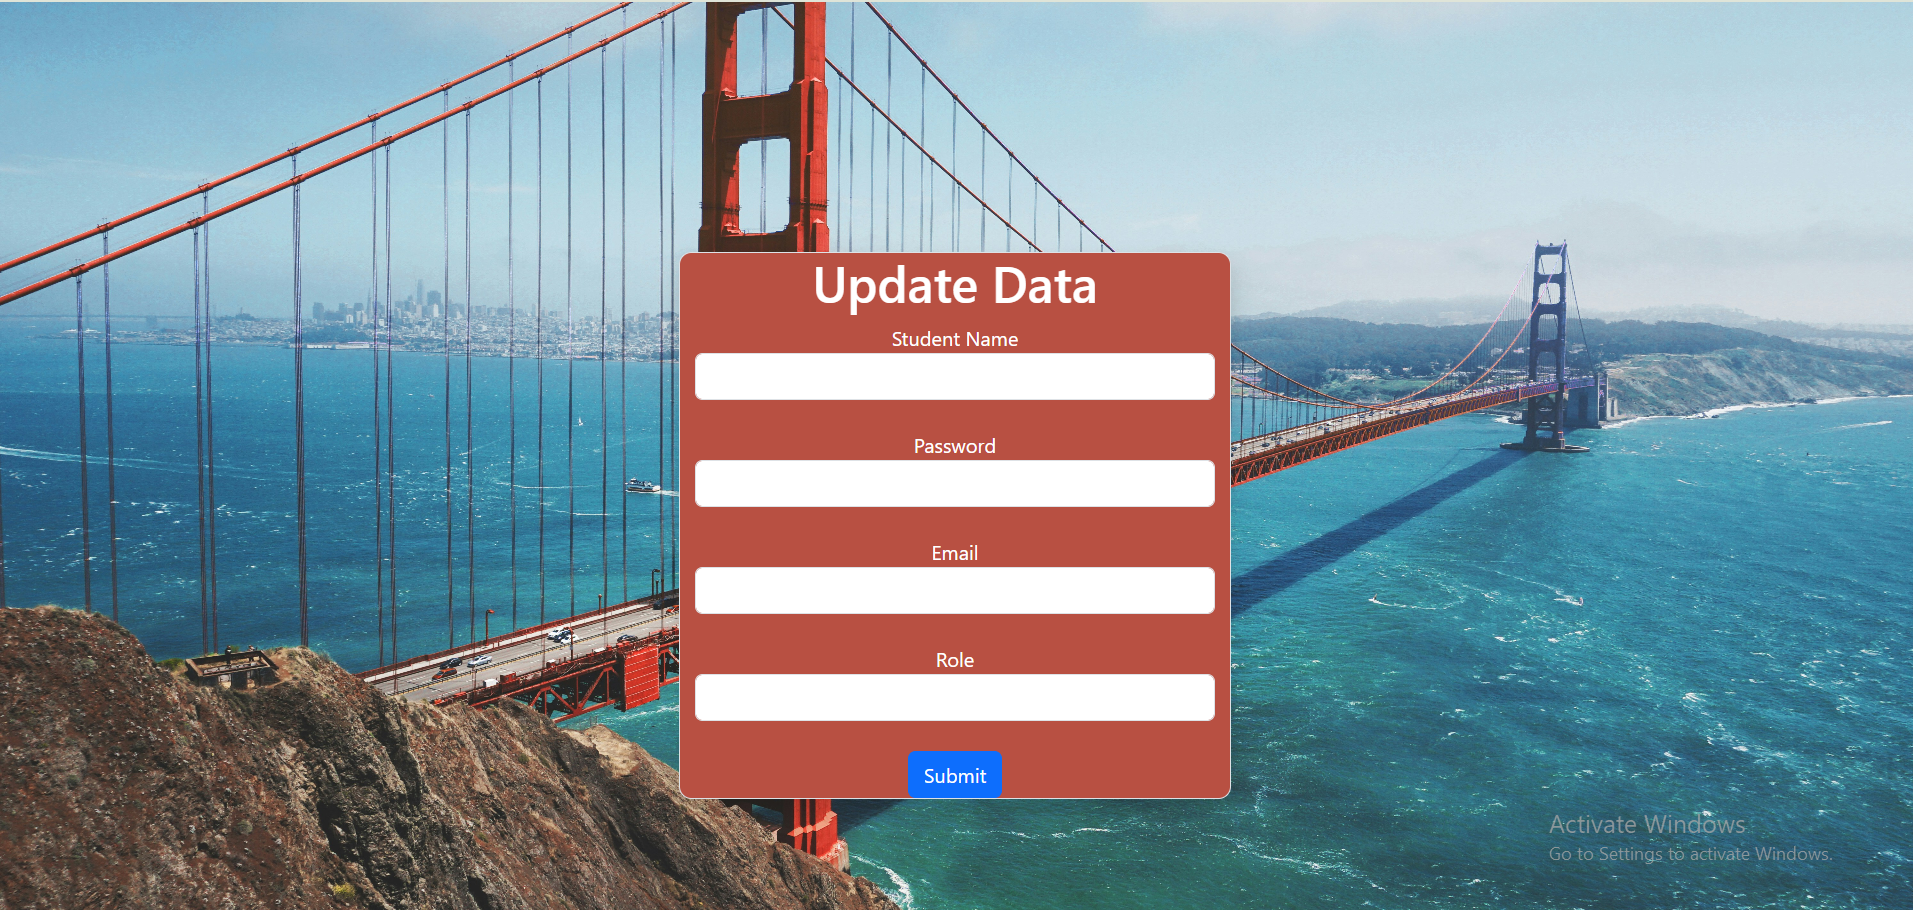 Update Data
Student Name
Password
Email
Role
Submit
Activate Windows
Go to Settings to activate Windows.